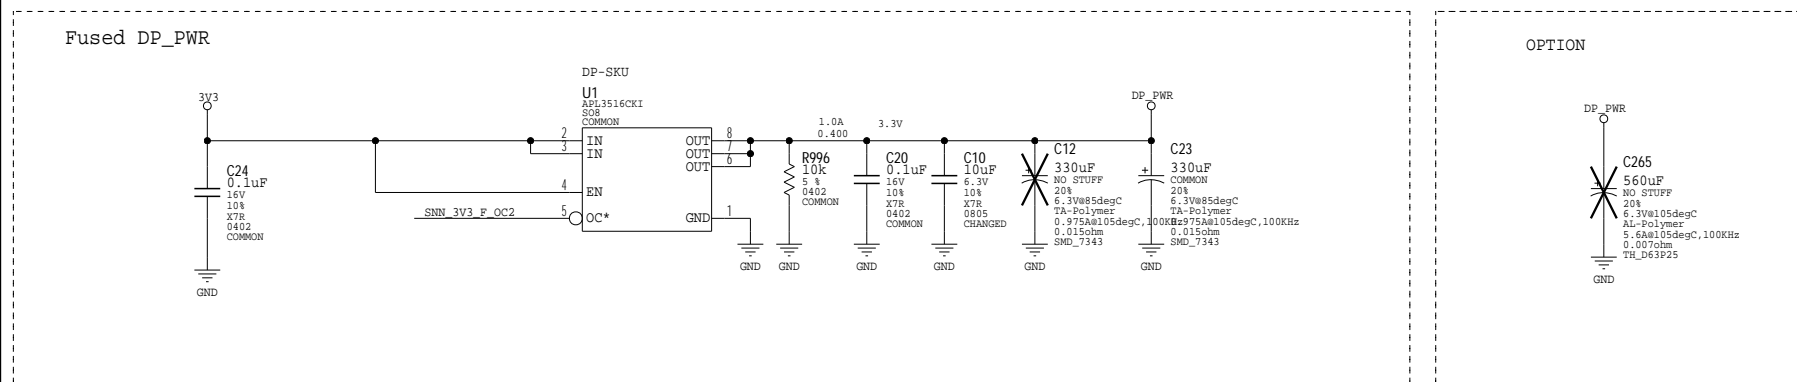 Fused DP_PWR
OPTION
DP-SKU
U1
APL3516CKI
SO8
COMMON
3V3
2 IN
3 IN
4 EN
5 OC*
SNN_3V3_F_OC2
OUT 8
OUT 7
OUT 6
GND 1
C24
0.1uF
16V
10%
X7R
0402
COMMON
GND
GND
R996
10k
5 %
0402
COMMON
GND
1.0A
0.400
3.3V
C20
0.1uF
16V
10%
X7R
0402
COMMON
GND
C10
10uF
6.3V
10%
X7R
0805
CHANGED
GND
C12
330uF
NO STUFF
20%
6.3V@85degC
TA-Polymer
0.975A@105degC,100KHz
0.015ohm
SMD_7343
GND
DP_PWR
+
C23
330uF
COMMON
20%
6.3V@85degC
TA-Polymer
0.975A@105degC,100KHz
0.015ohm
SMD_7343
GND
DP_PWR
C265
560uF
NO STUFF
20%
6.3V@105degC
AL-Polymer
5.6A@105degC,100KHz
0.007ohm
TH_D63P25
GND